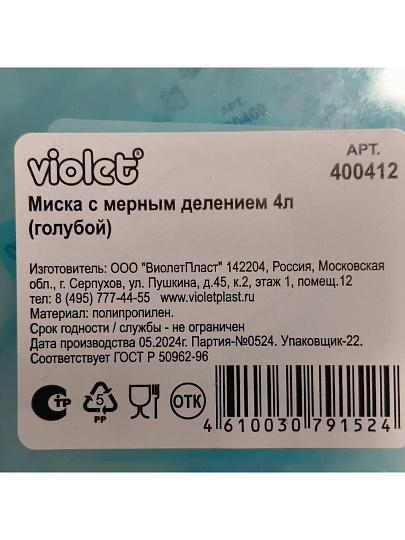 violet®
АРТ.
400412
Миска с мерным делением 4л
(голубой)
Изготовитель: ООО "ВиолетПласт" 142204, Россия, Московская
обл., г. Серпухов, ул. Пушкина, д.45, к.2, этаж 1, помещ.12
тел: 8 (495) 777-44-55 www.violetplast.ru
Материал: полипропилен.
Срок годности / службы - не ограничен
Дата производства 05.2024г. Партия-№0524. Упаковщик-22.
Соответствует ГОСТ Р 50962-96
СТР
5
PP
ОТК
4 610030 791524